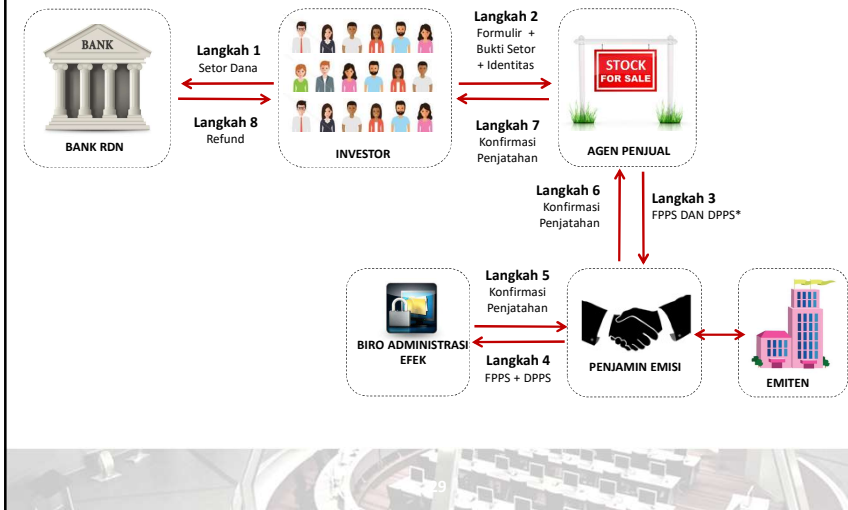 BANK
BANK RDN
Langkah 1
Setor Dana
Langkah 8
Refund
INVESTOR
Langkah 2
Formulir +
Bukti Setor
+ Identitas
Langkah 7
Konfirmasi
Penjatahan
STOCK
FOR SALE
AGEN PENJUAL
Langkah 6
Konfirmasi
Penjatahan
Langkah 3
FPPS DAN DPPS*
BIRO ADMINISTRASI
EFEK
Langkah 5
Konfirmasi
Penjatahan
Langkah 4
FPPS + DPPS
PENJAMIN EMISI
EMITEN
29